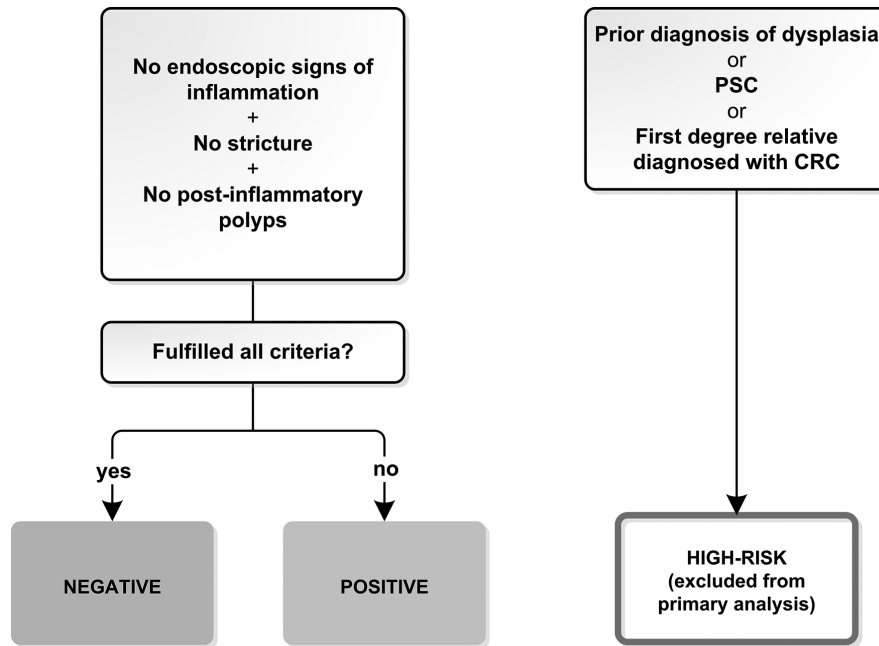 No endoscopic signs of
inflammation
+
No stricture
+
No post-inflammatory
polyps
Fulfilled all criteria?
yes
no
NEGATIVE
POSITIVE
Prior diagnosis of dysplasia
or
PSC
or
First degree relative
diagnosed with CRC
HIGH-RISK
(excluded from
primary analysis)